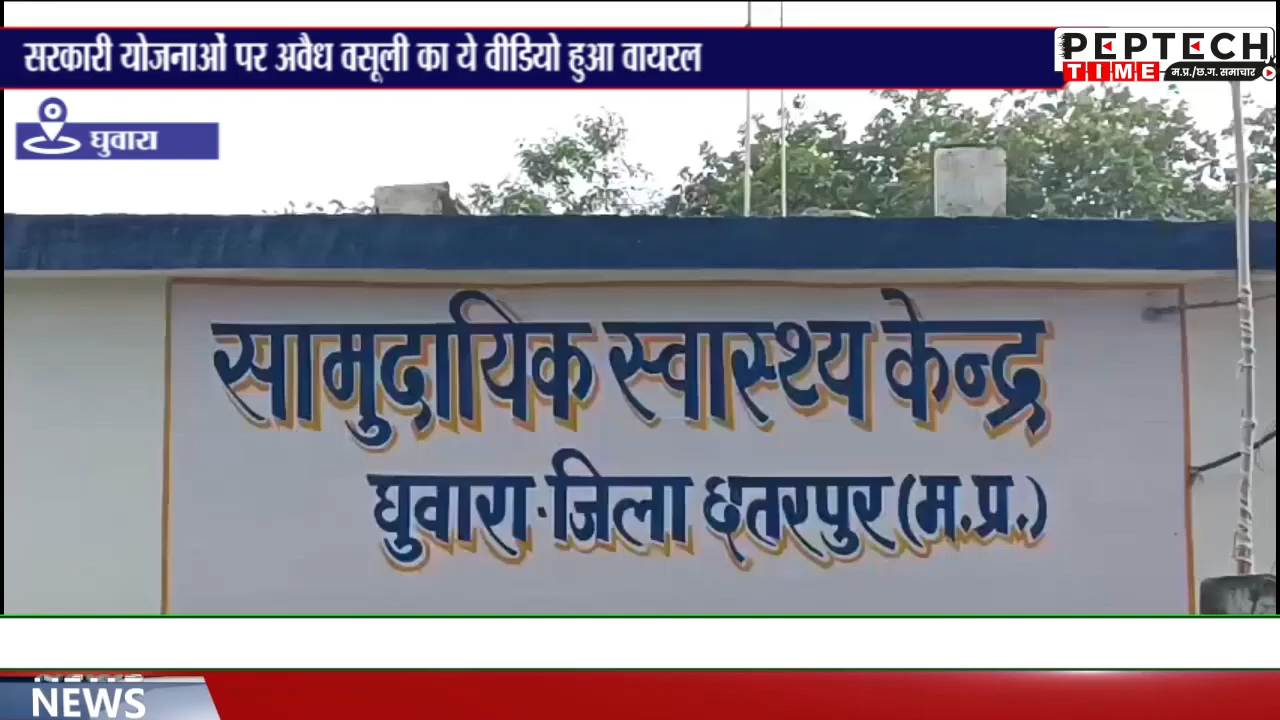 सरकारी योजनाओं पर अवैध वसूली का ये वीडियो हुआ वायरल
PEPTECH
TIME म.प्र./छ.ग. समाचार
घुवारा
सामुदायिक स्वास्थ्य केन्द्र
घुवारा-जिला छतरपुर (म.प्र.)
NEWS